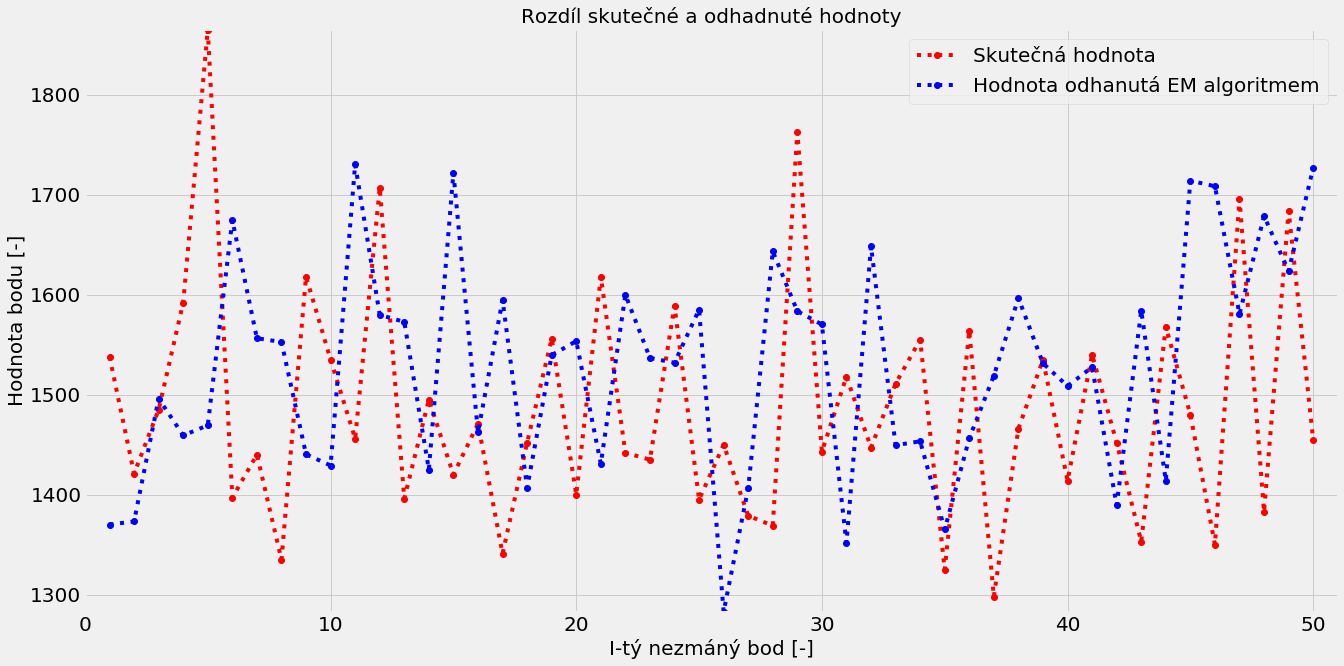 Rozdíl skutečné a odhadnuté hodnoty
Skutečná hodnota
Hodnota odhanutá EM algoritmem
Hodnota bodu [-]
1800
1700
1600
1500
1400
1300
0 10 20 30 40 50
I-tý nezmáný bod [-]